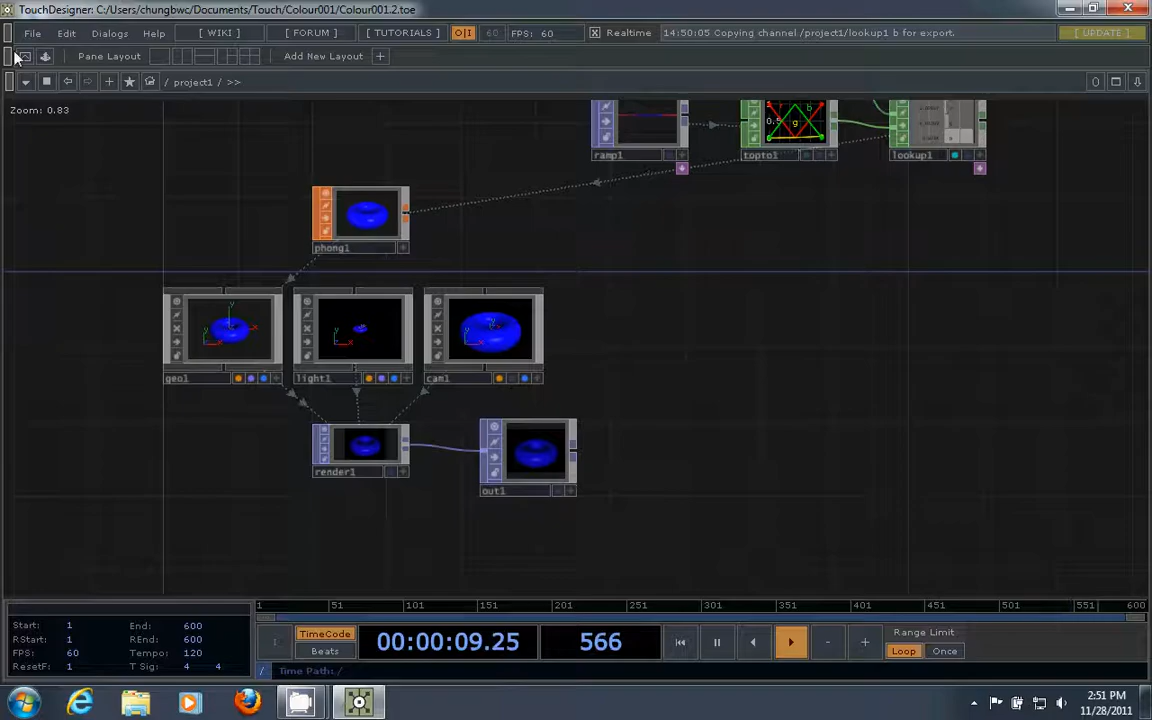 TouchDesigner: C:/Users/chungbwc/Documents/Touch/Colour001/Colour001.2.toe
File Edit Dialogs Help [ WIKI ] [ FORUM ] [ TUTORIALS ] O|I 60 FPS: 60 X Realtime 14:50:05 Copying channel /project1/lookup1 b for export. [ UPDATE ]
Pane Layout Add New Layout +
/ project1 / >>
Zoom: 0.83
ramp1 topto1 lookup1
phong1
geo1 light1 cam1
render1
out1
1 51 101 151 201 251 301 351 401 451 501 551 600
Start: 1 End: 600
RStart: 1 REnd: 600
FPS: 60 Tempo: 120
ResetF: 1 T Sig: 4 4
TimeCode
Beats
00:00:09.25 566
Range Limit
Loop Once
/ Time Path: /
2:51 PM
11/28/2011